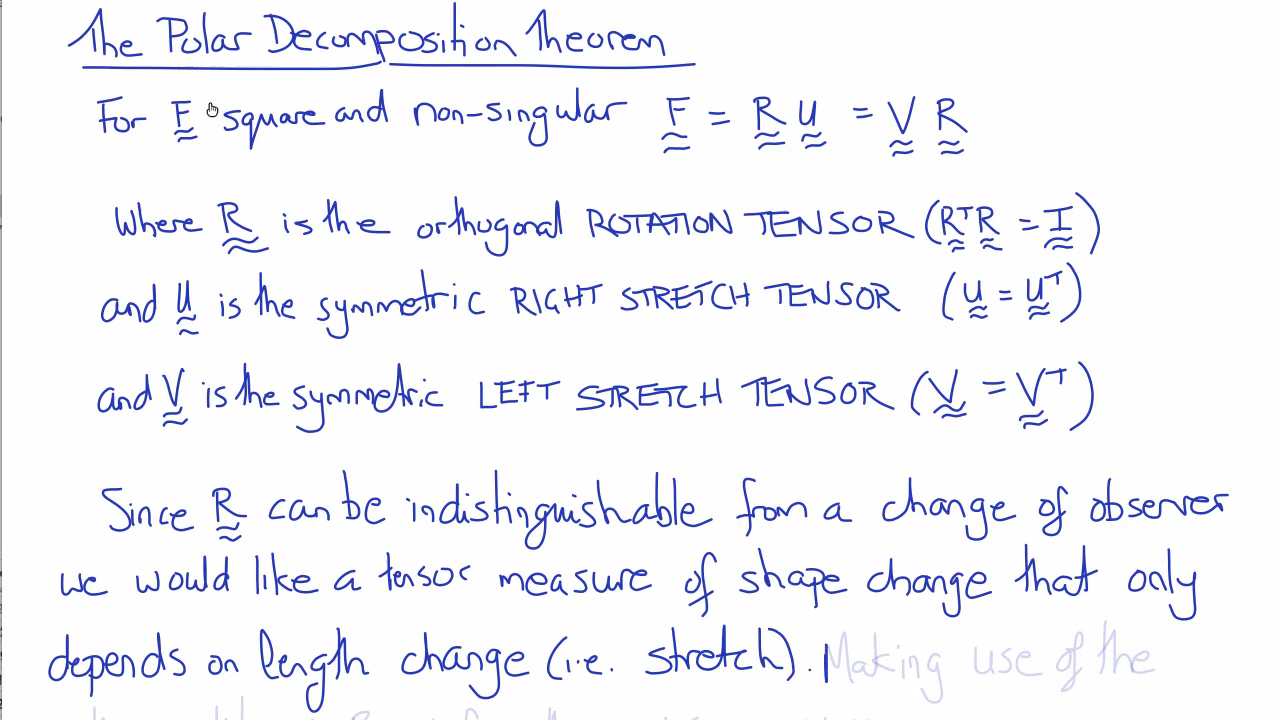 The Polar Decomposition Theorem
For F square and non-singular F = R U = V R
Where R is the orthogonal ROTATION TENSOR (RᵀR = I)
and U is the symmetric RIGHT STRETCH TENSOR (U = Uᵀ)
and V is the symmetric LEFT STRETCH TENSOR (V = Vᵀ)
Since R can be indistinguishable from a change of observer
we would like a tensor measure of shape change that only
depends on length change (i.e. stretch). Making use of the